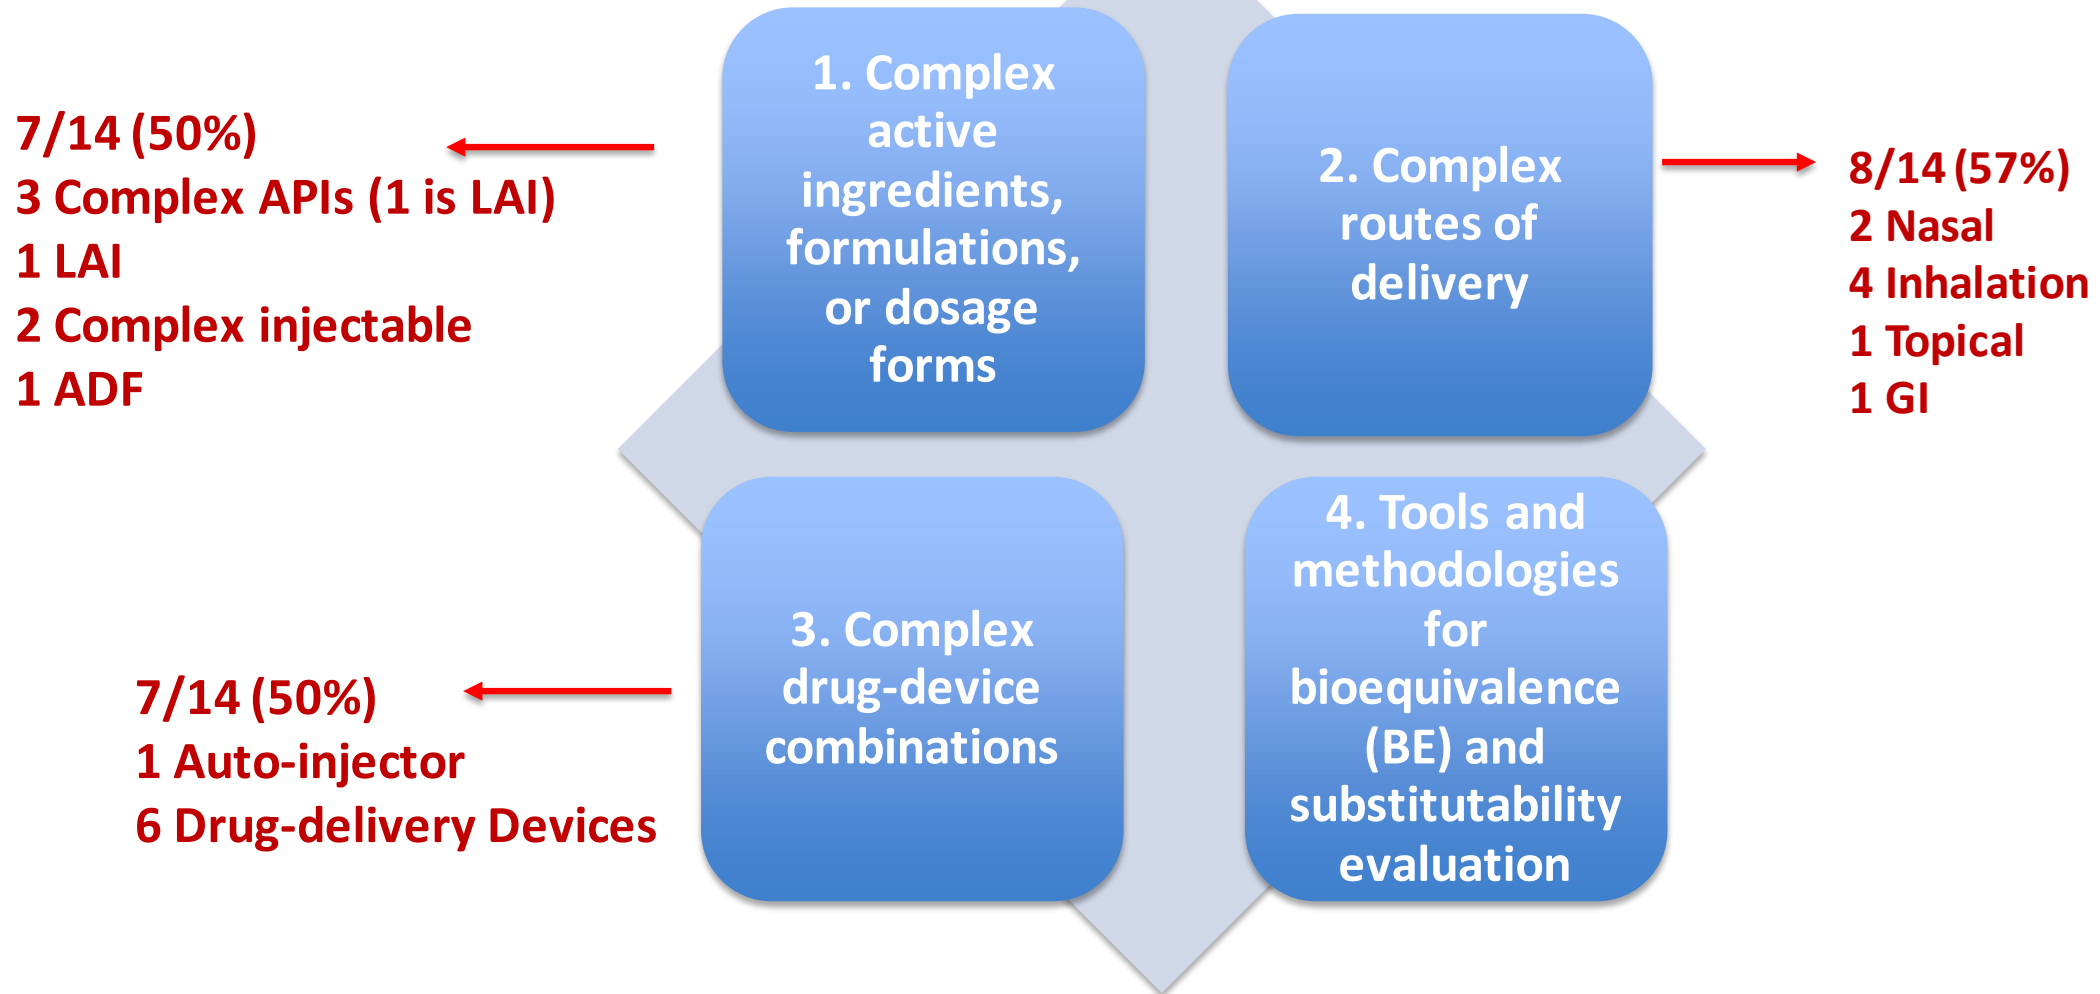 1. Complex
active
ingredients,
formulations,
or dosage
forms
7/14 (50%)
3 Complex APIs (1 is LAI)
1 LAI
2 Complex injectable
1 ADF
2. Complex
routes of
delivery
8/14 (57%)
2 Nasal
4 Inhalation
1 Topical
1 GI
3. Complex
drug-device
combinations
7/14 (50%)
1 Auto-injector
6 Drug-delivery Devices
4. Tools and
methodologies
for
bioequivalence
(BE) and
substitutability
evaluation